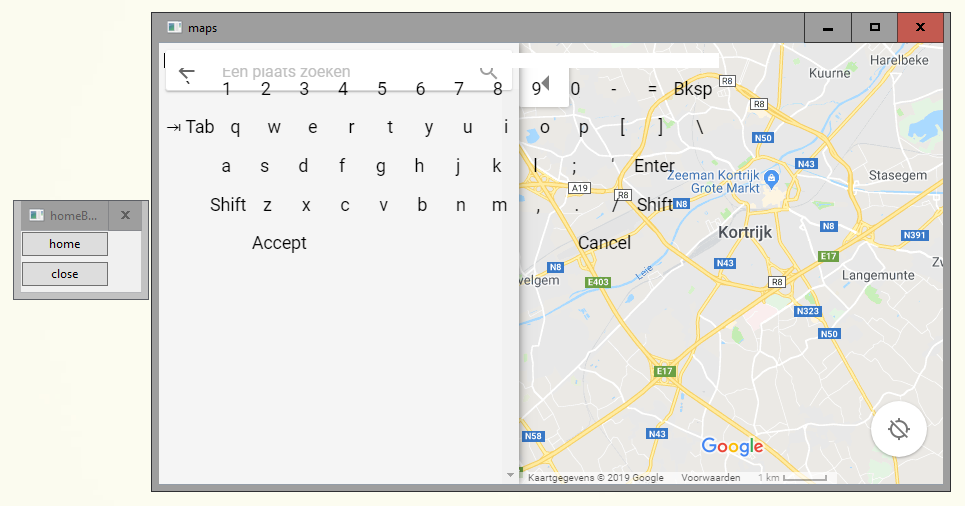 maps
Harelbeke
Kuurne
Een plaats zoeken
R8
` 1 2 3 4 5 6 7 8 9 0 - = Bksp
R8
⇥ Tab q w e r t y u i o p [ ] \
N50
a s d f g h j k l ; ' Enter
N43
Zeeman Kortrijk
Grote Markt
Stasegem
A19
R8
Shift z x c v b n m , . / Shift
N8
homeB...
home
close
Accept
Cancel
Kortrijk
N8
N391
E17
Leie
N8
N43
velgem
E403
R8
Langemunte
Zw
N323
N50
E17
N58
N43
Google
Kaartgegevens © 2019 Google Voorwaarden 1 km